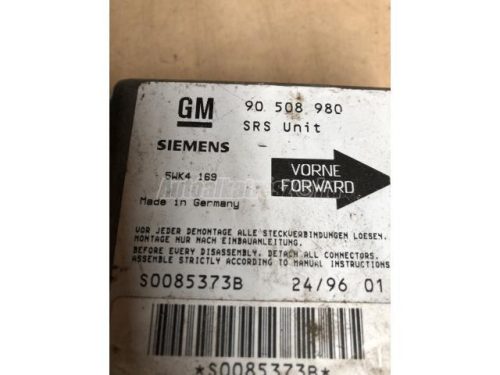 GM 90 508 980
SRS Unit
SIEMENS
5WK4 169
VORNE
FORWARD
Made in Germany
VOR JEDER DEMONTAGE ALLE STECKVERBINDUNGEN LOESEN.
MONTAGE NUR NACH EINBAUANLEITUNG.
BEFORE EVERY DISASSEMBLY, DETACH ALL CONNECTORS.
ASSEMBLE STRICTLY ACCORDING TO MANUAL INSTRUCTIONS
S0085373B 24/96 01
*S0085373B*